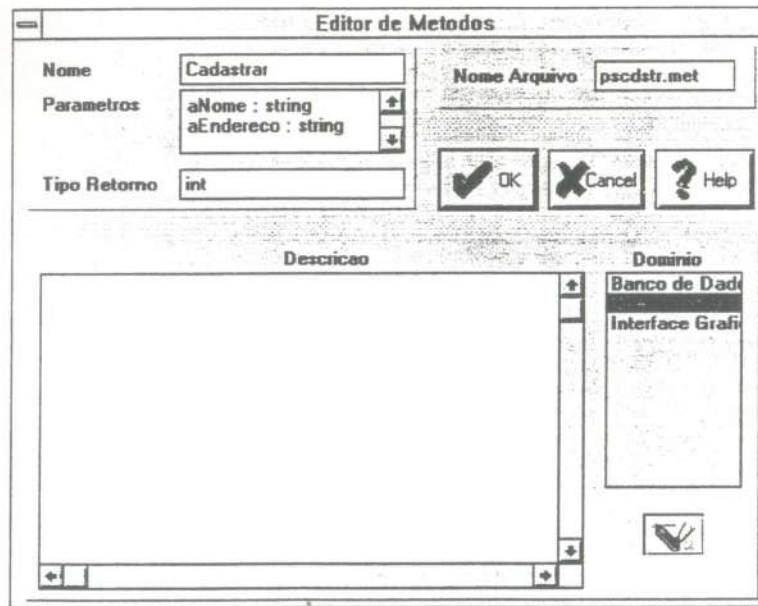 Editor de Metodos
Nome
Cadastrar
Parametros
aNome : string
aEndereco : string
Tipo Retorno
int
Nome Arquivo
pscdstr.met
OK
Cancel
Help
Descricao
Dominio
Banco de Dado
Interface Grafi